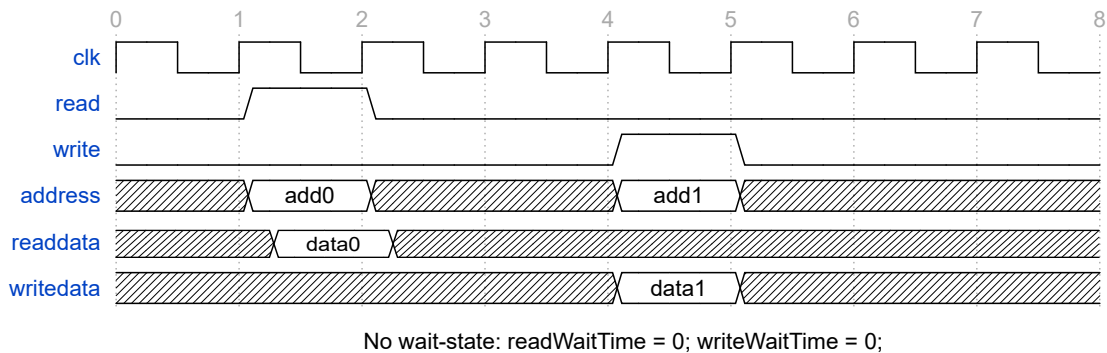 0 1 2 3 4 5 6 7 8
clk
read
write
address add0 add1
readdata data0
writedata data1
No wait-state: readWaitTime = 0; writeWaitTime = 0;